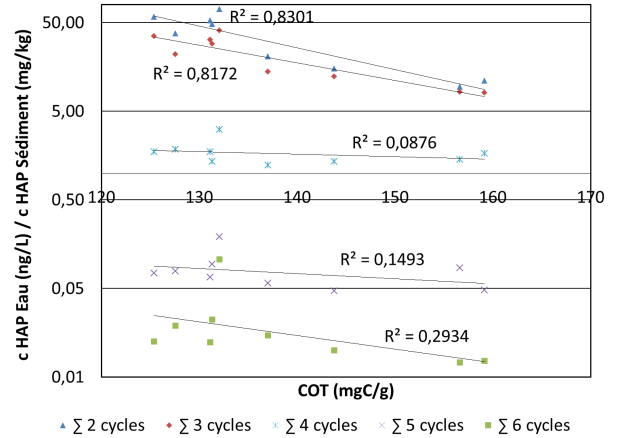 50,00
5,00
0,50
0,05
0,01
c HAP Eau (ng/L) / c HAP Sédiment (mg/kg)
R² = 0,8301
R² = 0,8172
R² = 0,0876
120 130 140 150 160 170
R² = 0,1493
R² = 0,2934
COT (mgC/g)
∑ 2 cycles ∑ 3 cycles ∑ 4 cycles ∑ 5 cycles ∑ 6 cycles